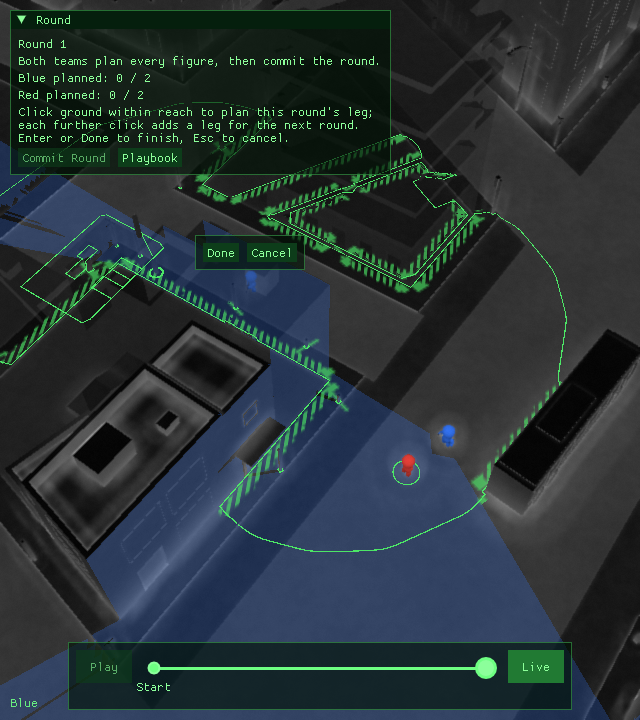 Round
Round 1
Both teams plan every figure, then commit the round.
Blue planned: 0 / 2
Red planned: 0 / 2
Click ground within reach to plan this round's leg;
each further click adds a leg for the next round.
Enter or Done to finish, Esc to cancel.
Commit Round Playbook
Done Cancel
Play Live
Start
Blue